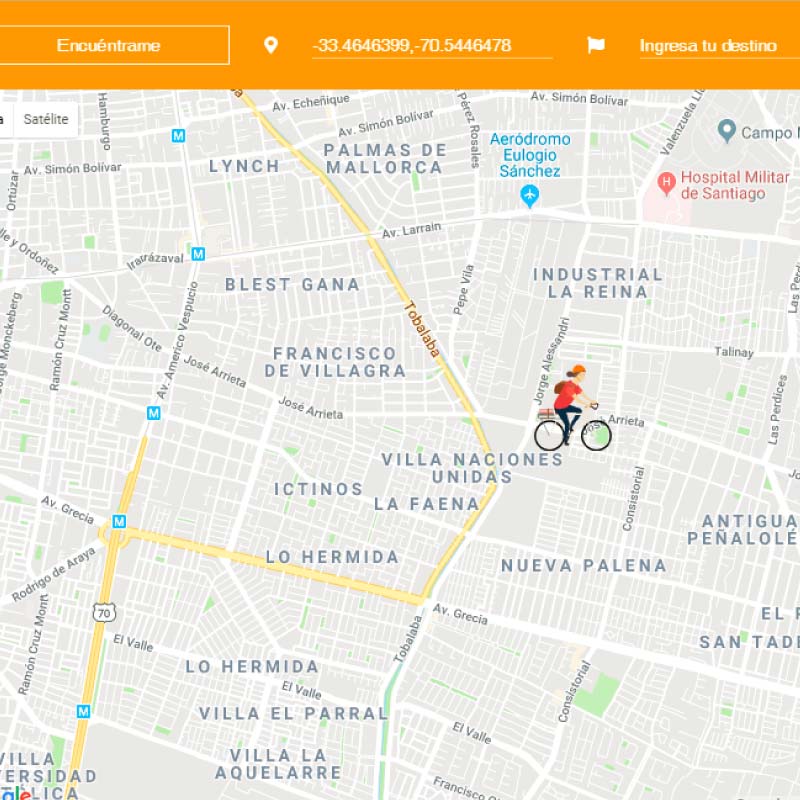 Encuéntrame
-33.4646399,-70.5446478
Ingresa tu destino
Satélite
Hamburgo
Av. Echeñique
Av. Simón Bolívar
Pérez Rosales
Av. Simón Bolívar
Valenzuela
Campo
Aeródromo
Eulogio
Sánchez
PALMAS DE
MALLORCA
LYNCH
Av. Simón Bolívar
Hospital Militar
de Santiago
Ortúzar
Av. Larrain
Irarrázaval
y Ordoñez
BLEST GANA
Pepe Vila
INDUSTRIAL
LA REINA
Las
Monckeberg
Ramón Cruz Montt
Diagonal Ote
Av. Americo Vespucio
Tobalaba
Jorge Alessandri
Talinay
FRANCISCO
DE VILLAGRA
José Arrieta
José Arrieta
José Arrieta
Las Perdices
VILLA NACIONES
UNIDAS
ICTINOS
LA FAENA
Consistorial
Av. Grecia
ANTIGUA
PEÑALOLÉ
LO HERMIDA
NUEVA PALENA
Rodrigo de Araya
70
Av. Grecia
EL
SAN TAD
Ramón Cruz Montt
El Valle
Tobalaba
LO HERMIDA
El Valle
Consistorial
VILLA EL PARRAL
El Valle
VILLA LA
AQUELARRE
VILLA
Francisco